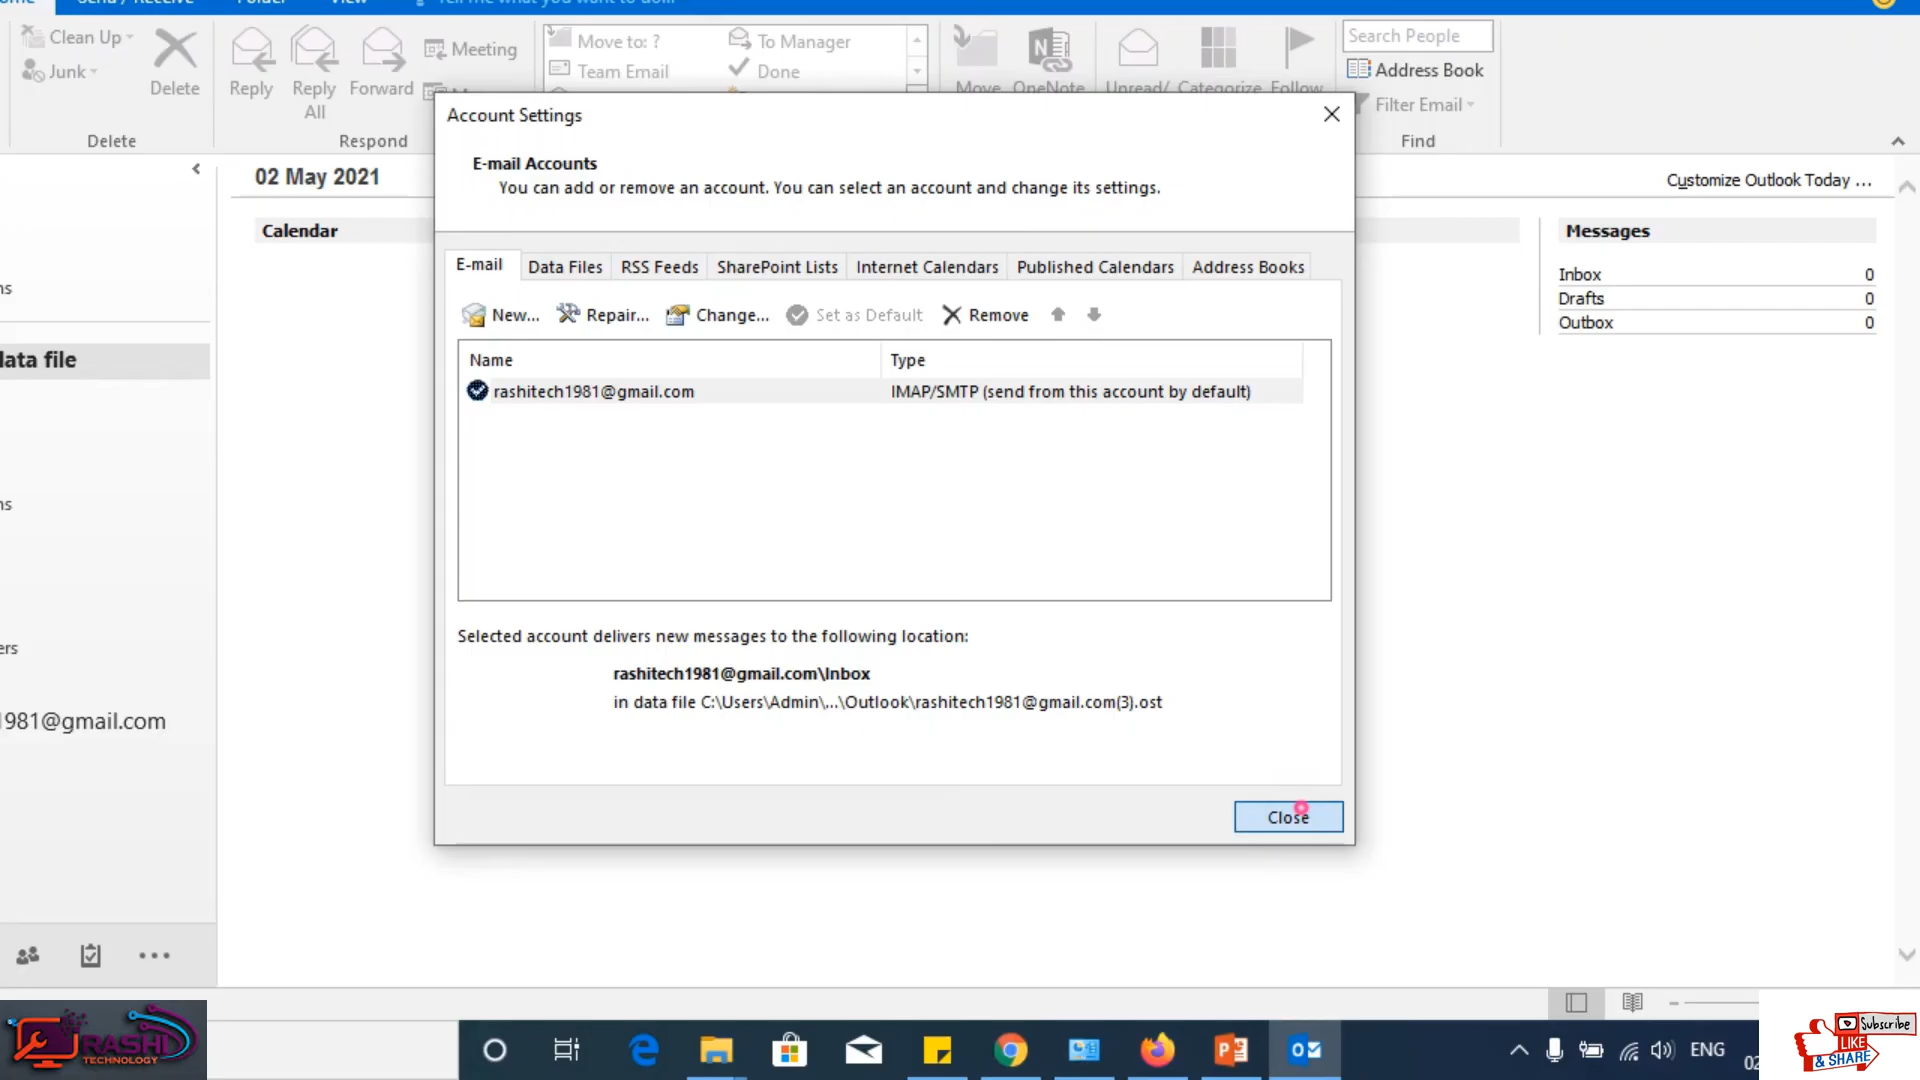 Clean Up
Junk
Delete
Delete
Reply
Reply All
Forward
Meeting
Respond
Move to: ?
To Manager
Team Email
Done
Move
OneNote
Unread/
Categorize
Follow
Search People
Address Book
Filter Email
Find
02 May 2021
Customize Outlook Today ...
Calendar
Messages
Inbox 0
Drafts 0
Outbox 0
data file
1981@gmail.com
Account Settings
E-mail Accounts
You can add or remove an account. You can select an account and change its settings.
E-mail Data Files RSS Feeds SharePoint Lists Internet Calendars Published Calendars Address Books
New... Repair... Change... Set as Default Remove
Name Type
rashitech1981@gmail.com IMAP/SMTP (send from this account by default)
Selected account delivers new messages to the following location:
rashitech1981@gmail.com\Inbox
in data file C:\Users\Admin\...\Outlook\rashitech1981@gmail.com(3).ost
Close
RASHI
TECHNOLOGY
ENG
02
Subscribe
LIKE
& SHARE